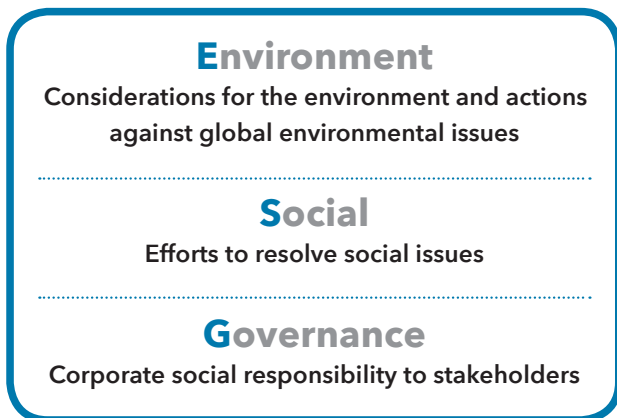 Environment
Considerations for the environment and actions
against global environmental issues
Social
Efforts to resolve social issues
Governance
Corporate social responsibility to stakeholders